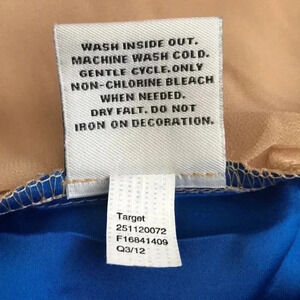 WASH INSIDE OUT.
MACHINE WASH COLD.
GENTLE CYCLE.ONLY
NON-CHLORINE BLEACH
WHEN NEEDED.
DRY FALT. DO NOT
IRON ON DECORATION.
Target
251120072
F16841409
Q3/12